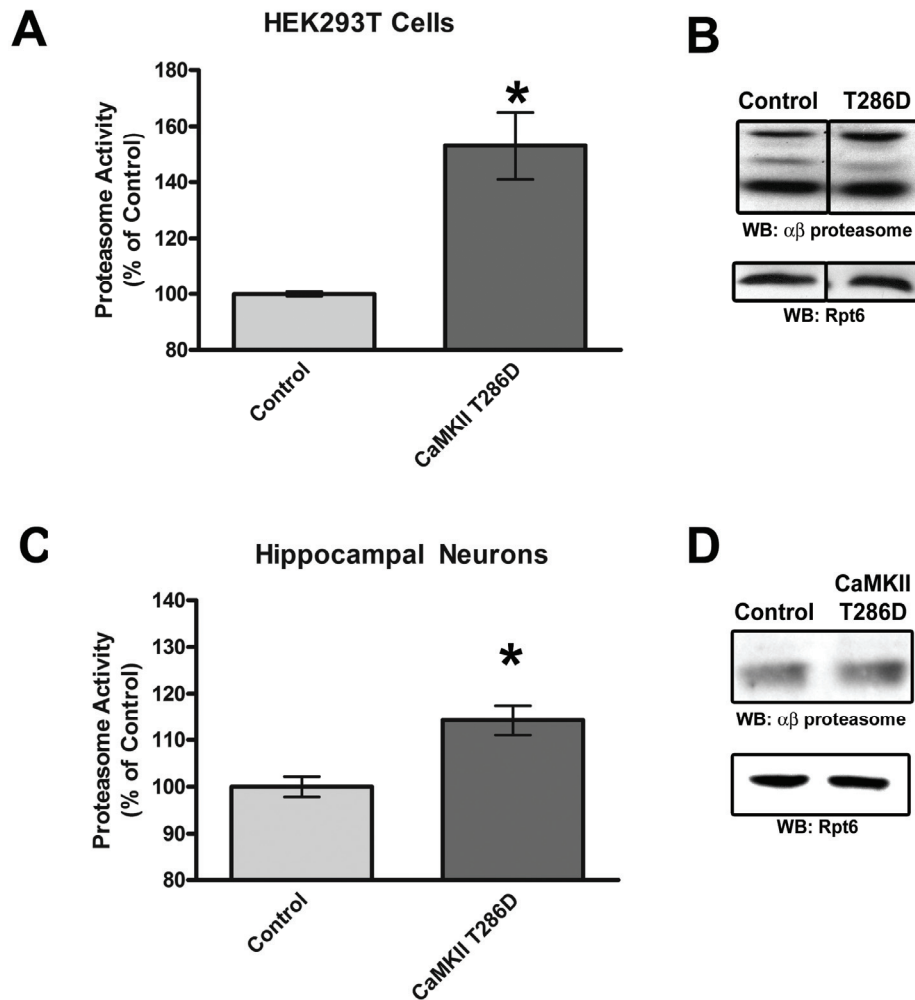 A
HEK293T Cells
Proteasome Activity
(% of Control)
180
160
140
120
100
80
*
Control
CaMKII T286D
B
Control T286D
WB: αβ proteasome
WB: Rpt6
C
Hippocampal Neurons
Proteasome Activity
(% of Control)
140
130
120
110
100
90
80
*
Control
CaMKII T286D
D
CaMKII
Control T286D
WB: αβ proteasome
WB: Rpt6